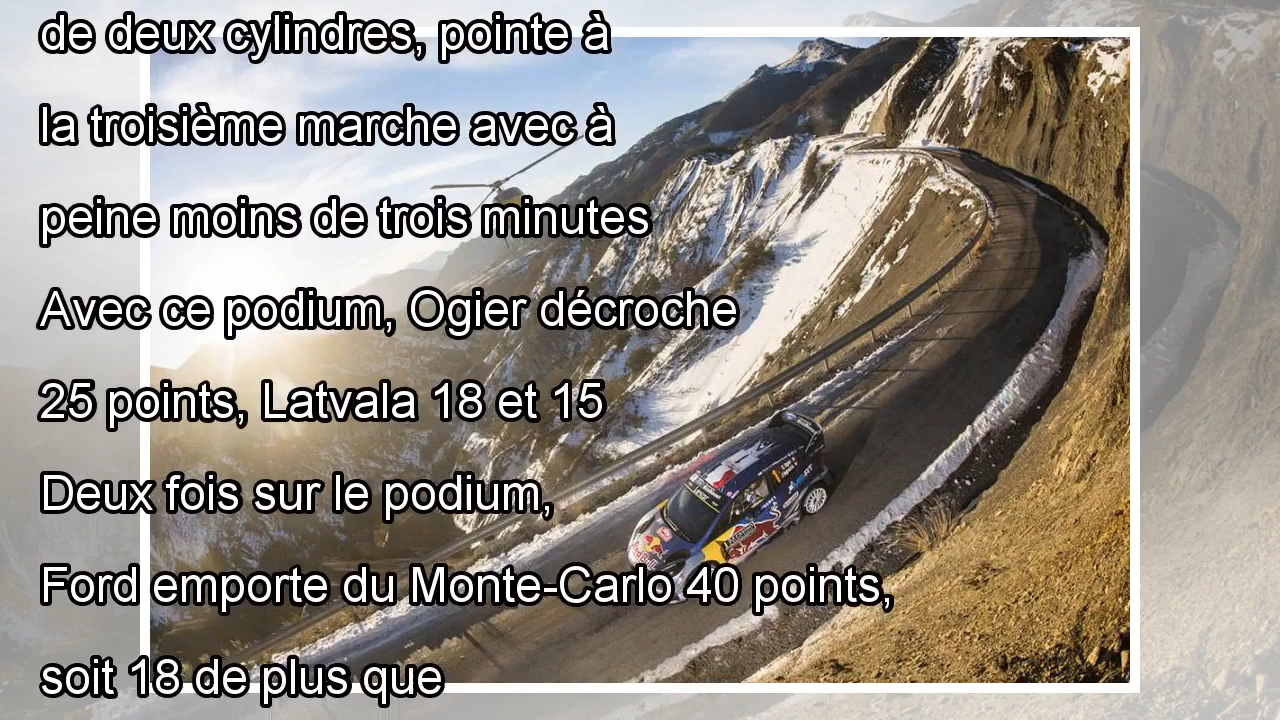 de deux cylindres, pointe à
la troisième marche avec à
peine moins de trois minutes
Avec ce podium, Ogier décroche
25 points, Latvala 18 et 15
Deux fois sur le podium,
Ford emporte du Monte-Carlo 40 points,
soit 18 de plus que